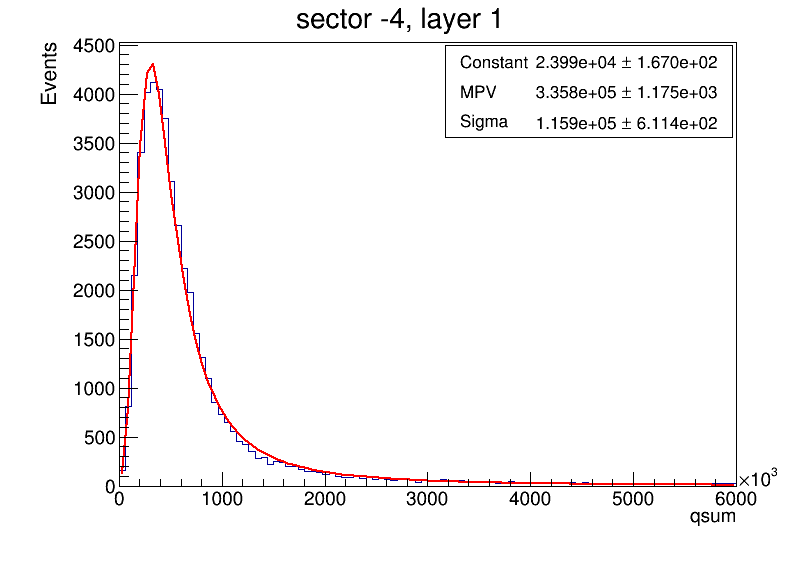 sector -4, layer 1
Events
Constant 2.399e+04 ± 1.670e+02
MPV 3.358e+05 ± 1.175e+03
Sigma 1.159e+05 ± 6.114e+02
4500
4000
3500
3000
2500
2000
1500
1000
500
0
0 1000 2000 3000 4000 5000 6000
×10³
qsum